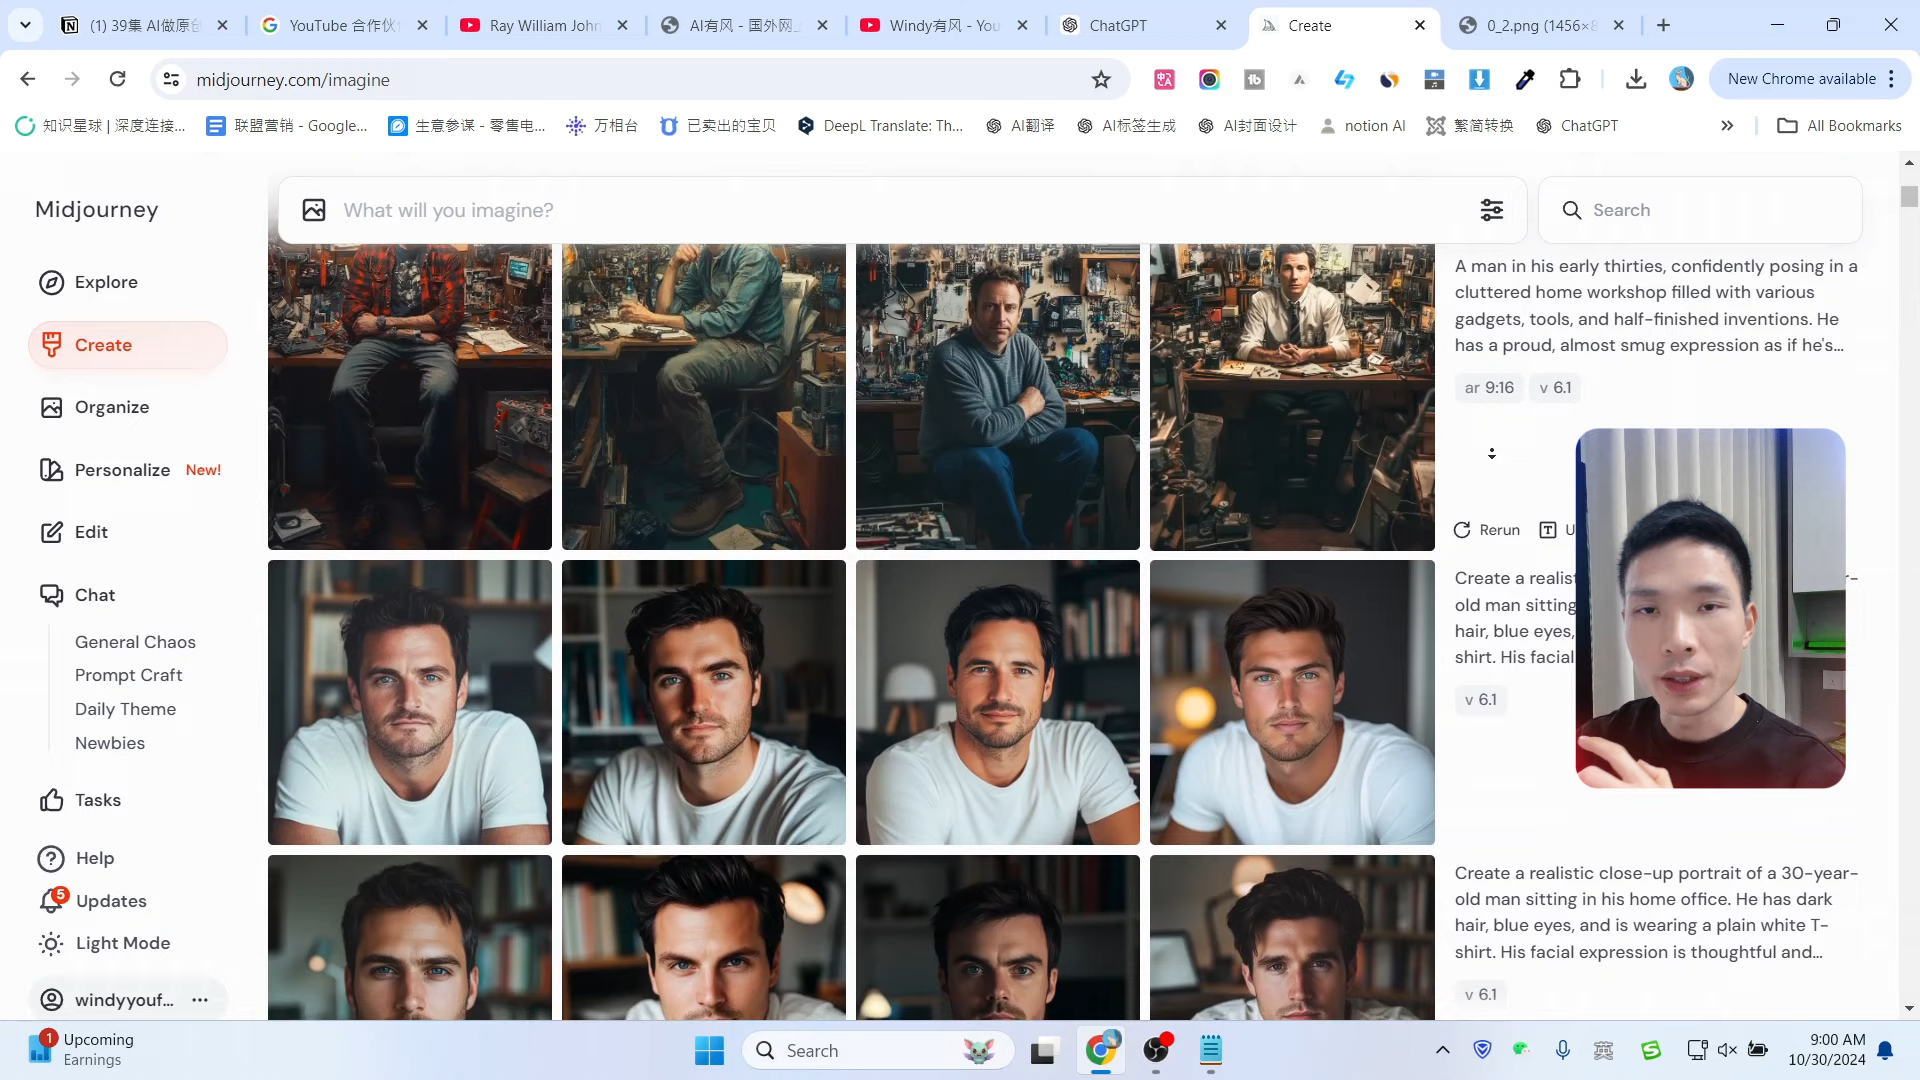 (1) 39集 AI做原创
YouTube 合作伙伴
Ray William John
AI有风 - 国外网上
Windy有风 - You
ChatGPT
Create
0_2.png (1456×8
midjourney.com/imagine
New Chrome available
知识星球 | 深度连接...
联盟营销 - Google...
生意参谋 - 零售电...
万相台
已卖出的宝贝
DeepL Translate: Th...
AI翻译
AI标签生成
AI封面设计
notion AI
繁简转换
ChatGPT
All Bookmarks
Midjourney
What will you imagine?
Search
Explore
Create
Organize
Personalize New!
Edit
Chat
General Chaos
Prompt Craft
Daily Theme
Newbies
Tasks
Help
5
Updates
Light Mode
windyyouf...
A man in his early thirties, confidently posing in a
cluttered home workshop filled with various
gadgets, tools, and half-finished inventions. He
has a proud, almost smug expression as if he's...
ar 9:16 v 6.1
Rerun U
Create a realist r-
old man sitting
hair, blue eyes,
shirt. His facial
v 6.1
Create a realistic close-up portrait of a 30-year-
old man sitting in his home office. He has dark
hair, blue eyes, and is wearing a plain white T-
shirt. His facial expression is thoughtful and...
v 6.1
1
Upcoming
Earnings
Search
英
9:00 AM
10/30/2024